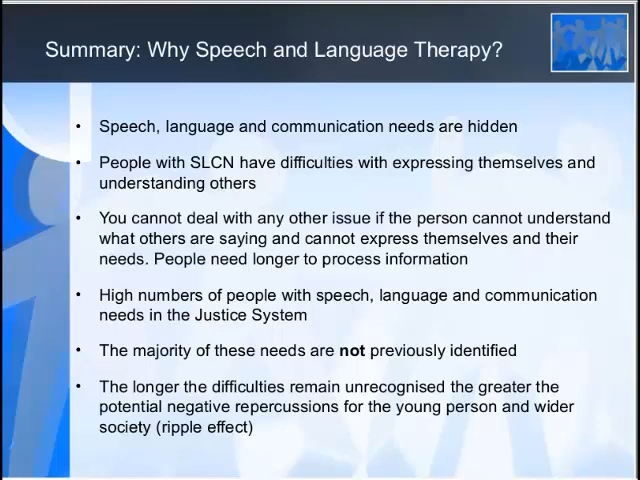 Summary: Why Speech and Language Therapy?
• Speech, language and communication needs are hidden
• People with SLCN have difficulties with expressing themselves and
understanding others
• You cannot deal with any other issue if the person cannot understand
what others are saying and cannot express themselves and their
needs. People need longer to process information
• High numbers of people with speech, language and communication
needs in the Justice System
• The majority of these needs are not previously identified
• The longer the difficulties remain unrecognised the greater the
potential negative repercussions for the young person and wider
society (ripple effect)